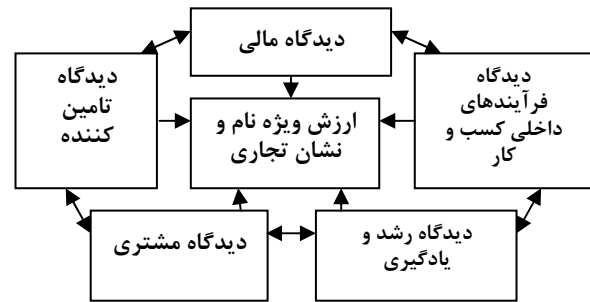 دیدگاه مالی
دیدگاه
فرآیندهای
داخلی کسب و
کار
دیدگاه
تامین
کننده
ارزش ویژه نام و
نشان تجاری
دیدگاه رشد و
یادگیری
دیدگاه مشتری